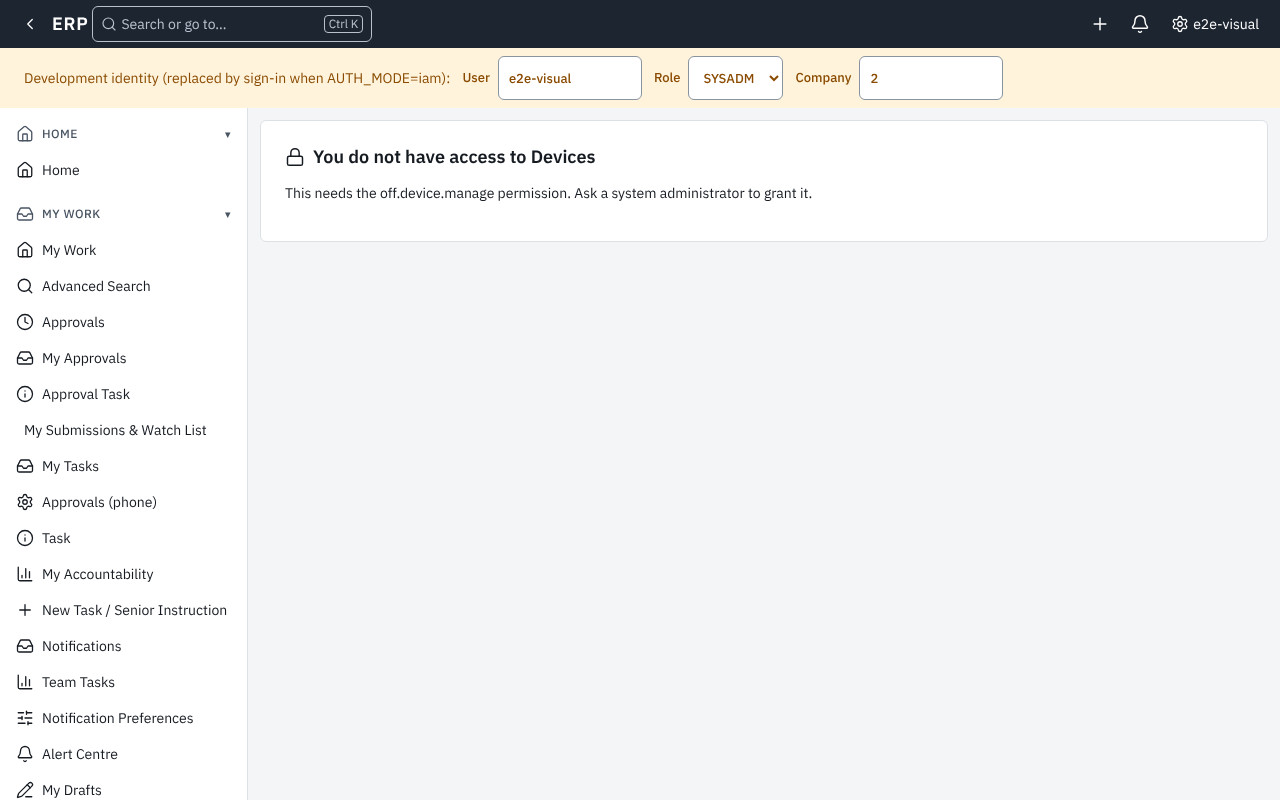 ERP
Search or go to...
Ctrl K
e2e-visual
Development identity (replaced by sign-in when AUTH_MODE=iam):
User
e2e-visual
Role
SYSADM
Company
2
HOME
Home
MY WORK
My Work
Advanced Search
Approvals
My Approvals
Approval Task
My Submissions & Watch List
My Tasks
Approvals (phone)
Task
My Accountability
New Task / Senior Instruction
Notifications
Team Tasks
Notification Preferences
Alert Centre
My Drafts
You do not have access to Devices
This needs the off.device.manage permission. Ask a system administrator to grant it.